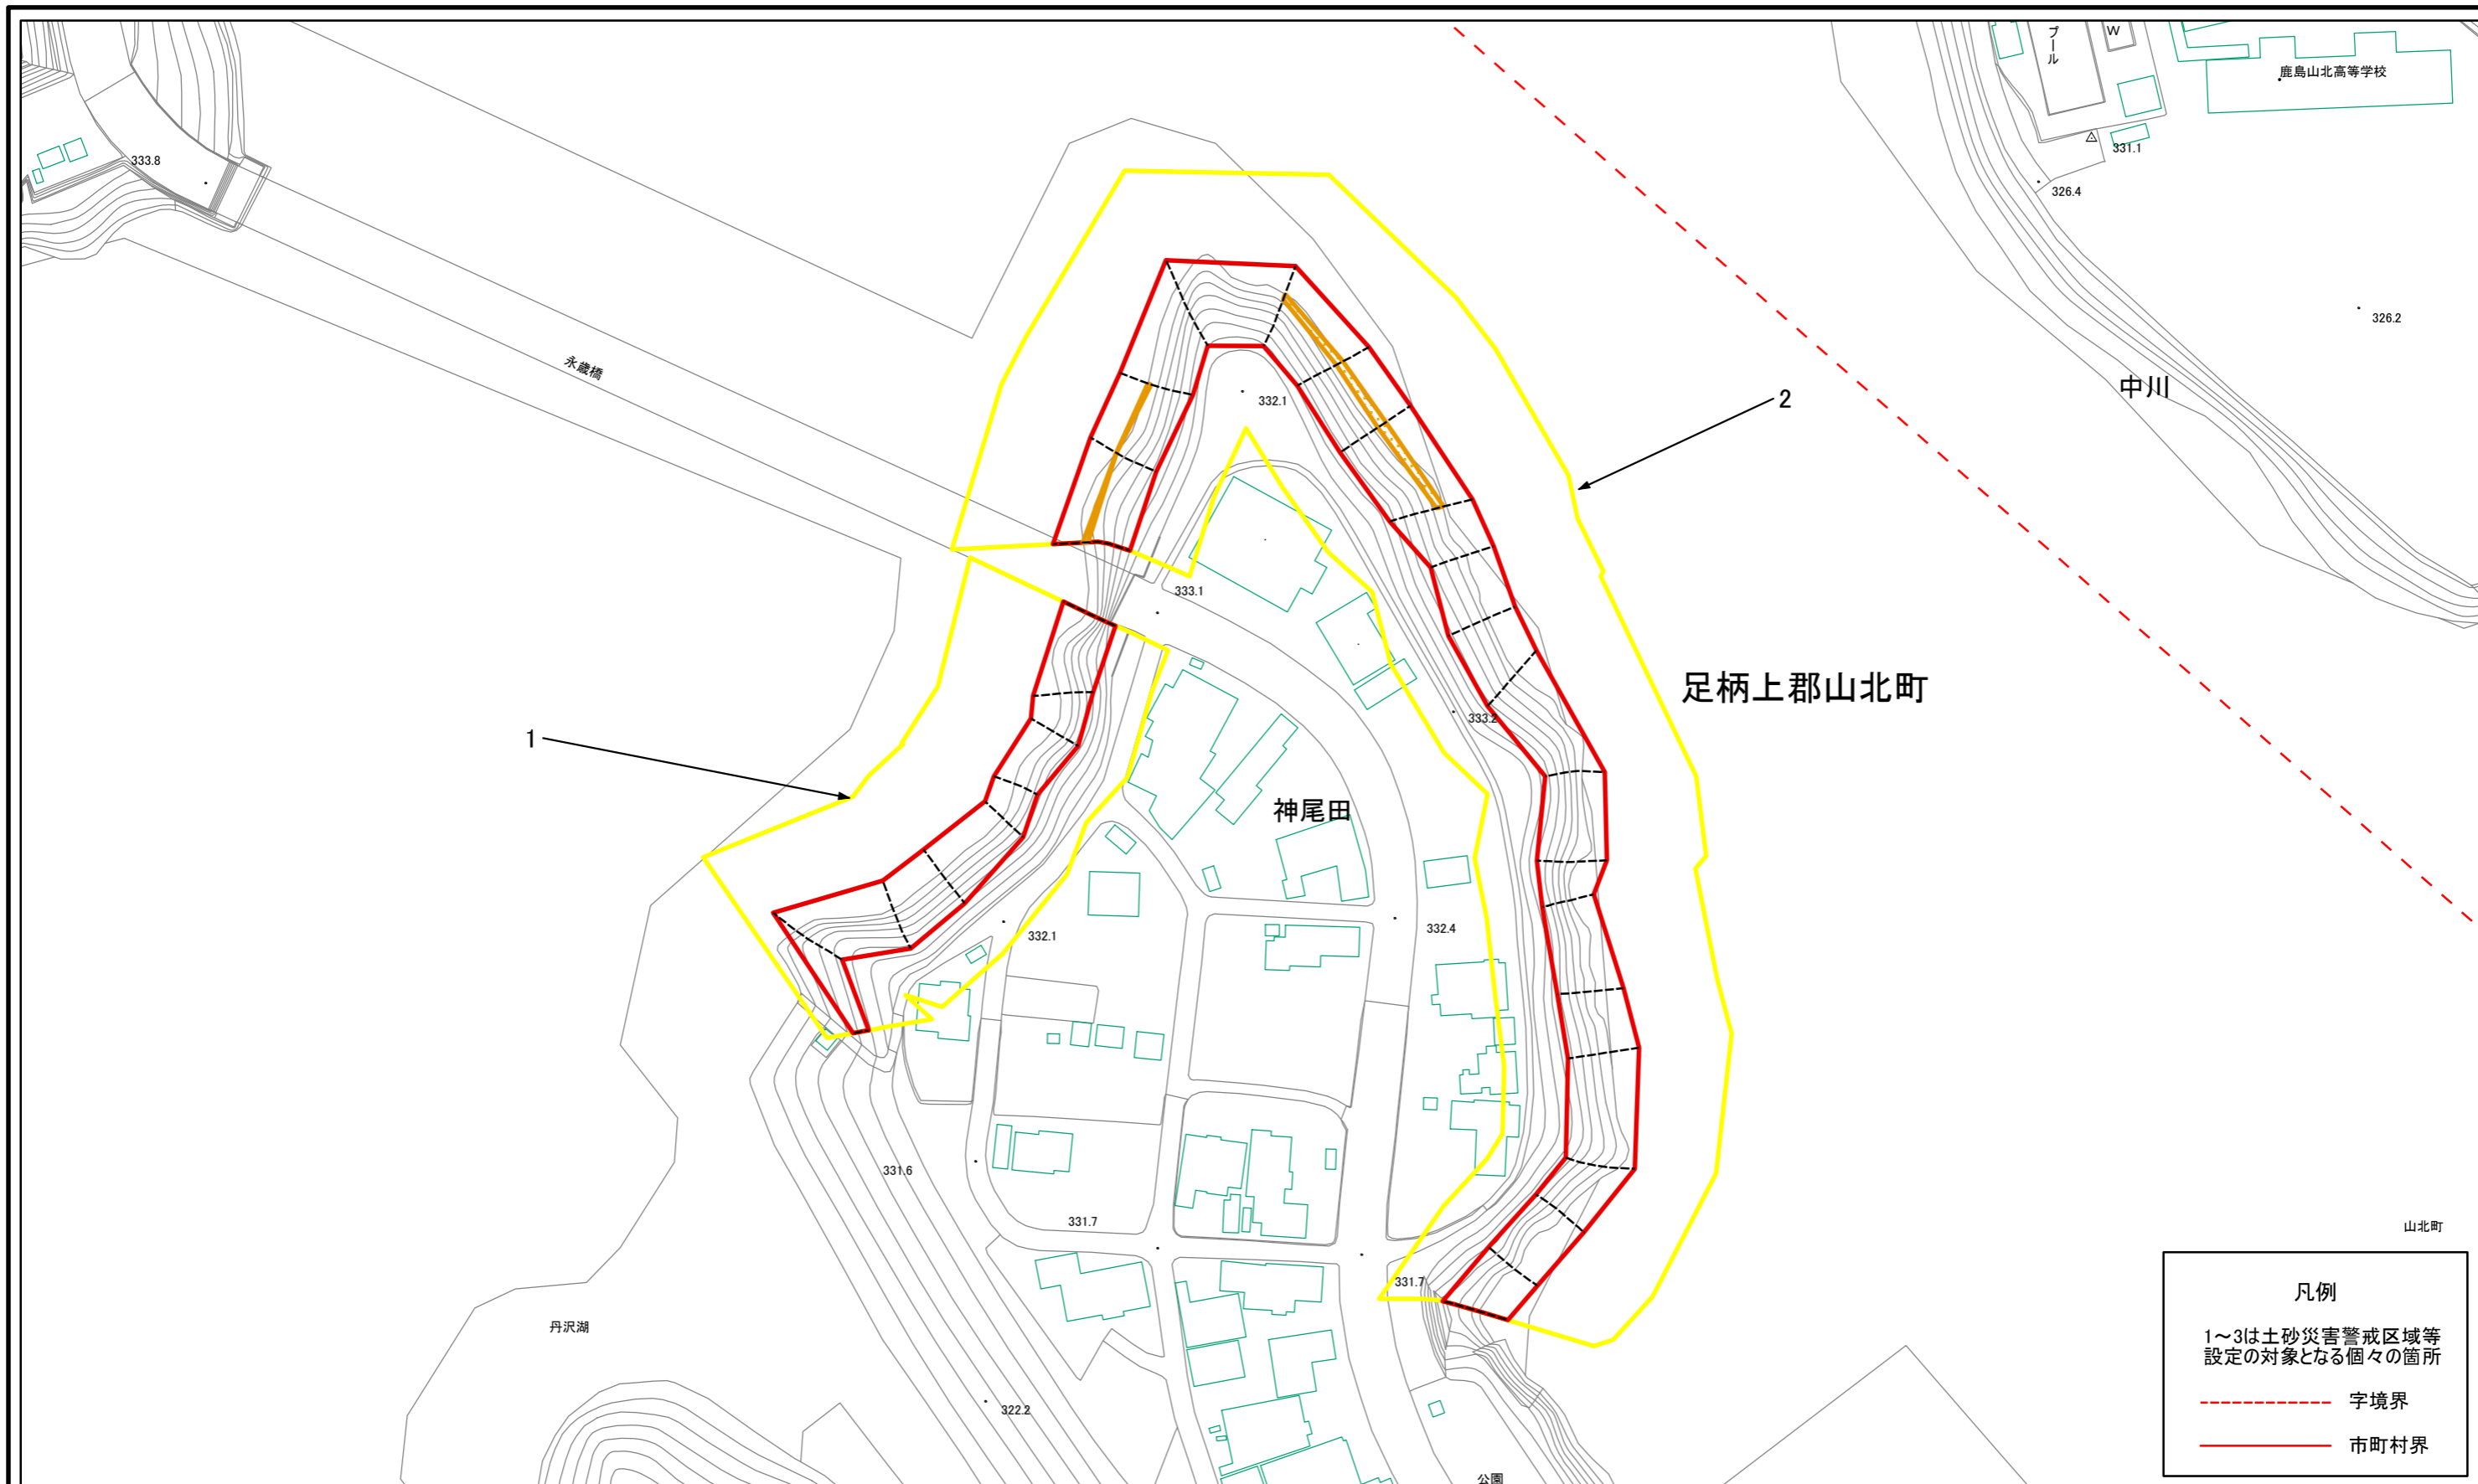 プール
W
鹿島山北高等学校
333.8
331.1
326.4
326.2
永歳橋
中川
332.1
2
333.1
足柄上郡山北町
333.2
1
神尾田
332.1
332.4
331.6
331.7
山北町
331.7
丹沢湖
322.2
公園
凡例
1～3は土砂災害警戒区域等
設定の対象となる個々の箇所
字境界
市町村界